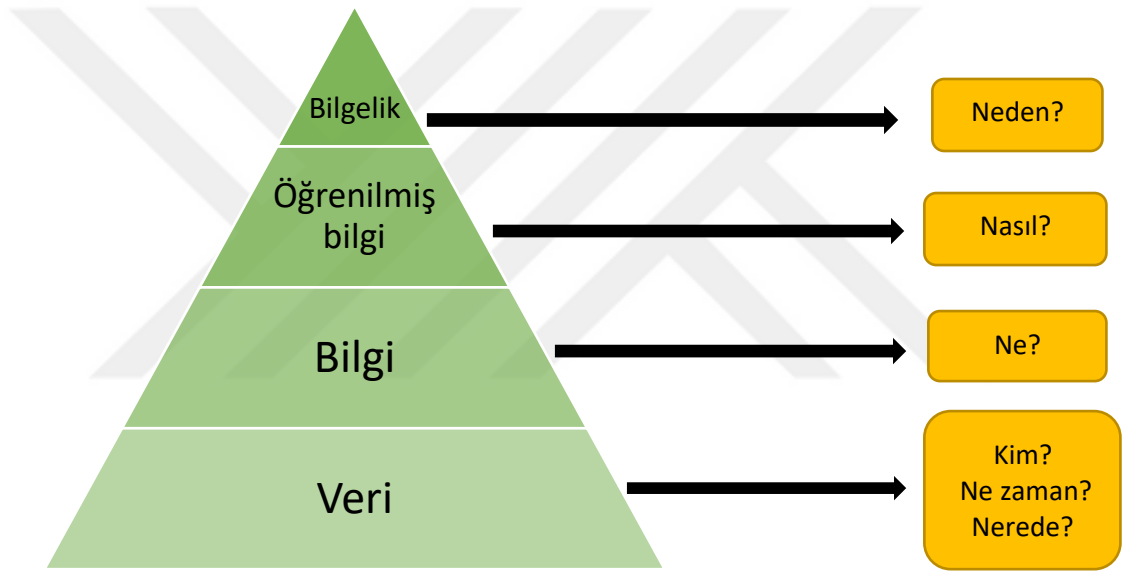 Bilgelik
Neden?
Öğrenilmiş
bilgi
Nasıl?
Bilgi
Ne?
Veri
Kim?
Ne zaman?
Nerede?